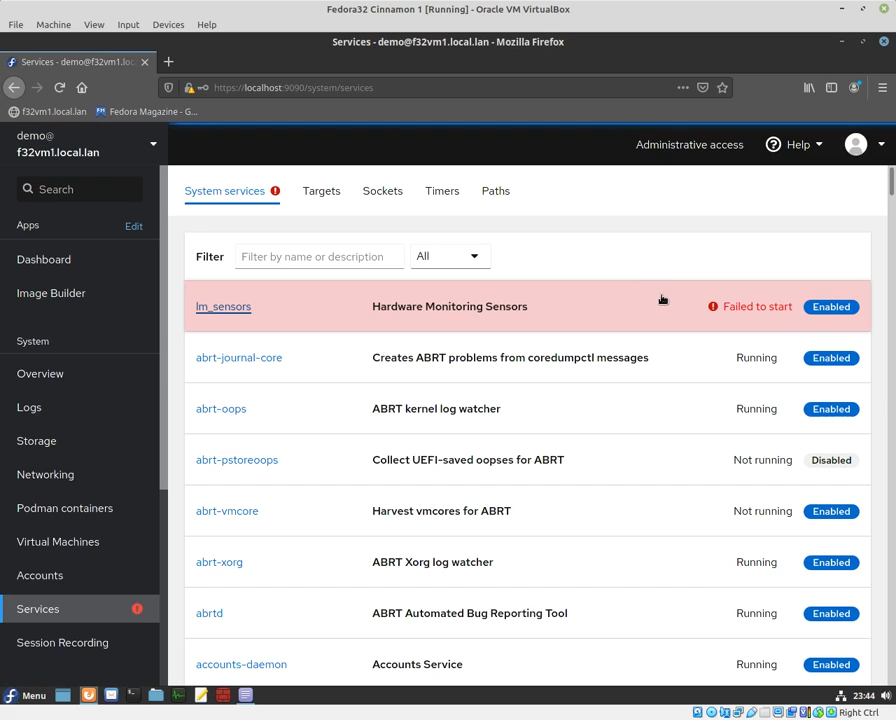 Fedora32 Cinnamon 1 [Running] - Oracle VM VirtualBox
File Machine View Input Devices Help
Services - demo@f32vm1.local.lan - Mozilla Firefox
Services - demo@f32vm1.loc
https://localhost:9090/system/services
f32vm1.local.lan Fedora Magazine - G...
demo@
f32vm1.local.lan
Administrative access Help
Search
System services Targets Sockets Timers Paths
Apps Edit
Filter Filter by name or description All
Dashboard
Image Builder
lm_sensors Hardware Monitoring Sensors Failed to start Enabled
System
abrt-journal-core Creates ABRT problems from coredumpctl messages Running Enabled
Overview
Logs
abrt-oops ABRT kernel log watcher Running Enabled
Storage
abrt-pstoreoops Collect UEFI-saved oopses for ABRT Not running Disabled
Networking
Podman containers
abrt-vmcore Harvest vmcores for ABRT Not running Enabled
Virtual Machines
abrt-xorg ABRT Xorg log watcher Running Enabled
Accounts
Services
abrtd ABRT Automated Bug Reporting Tool Running Enabled
Session Recording
accounts-daemon Accounts Service Running Enabled
Menu 23:44
Right Ctrl